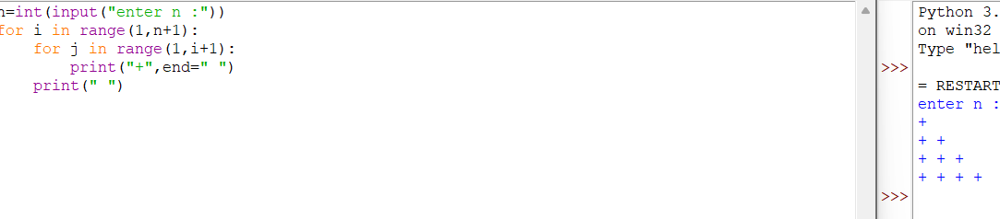 n=int(input("enter n :"))
for i in range(1,n+1):
    for j in range(1,i+1):
        print("+",end=" ")
    print(" ")
Python 3.
on win32
Type "hel
>>>
= RESTART
enter n :
+
+ +
+ + +
+ + + +
>>>